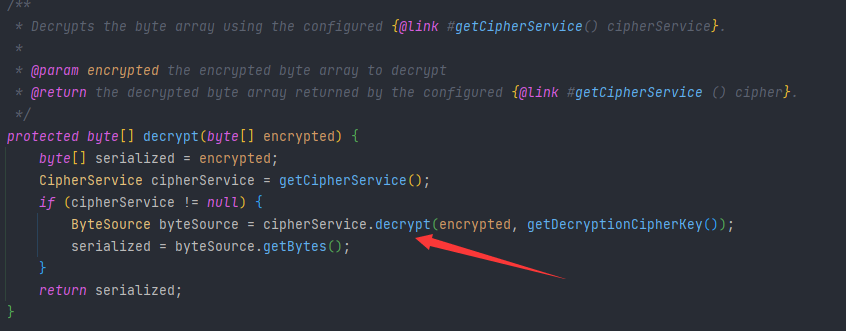 /**
 * Decrypts the byte array using the configured {@link #getCipherService() cipherService}.
 *
 * @param encrypted the encrypted byte array to decrypt
 * @return the decrypted byte array returned by the configured {@link #getCipherService () cipher}.
 */
protected byte[] decrypt(byte[] encrypted) {
    byte[] serialized = encrypted;
    CipherService cipherService = getCipherService();
    if (cipherService != null) {
        ByteSource byteSource = cipherService.decrypt(encrypted, getDecryptionCipherKey());
        serialized = byteSource.getBytes();
    }
    return serialized;
}